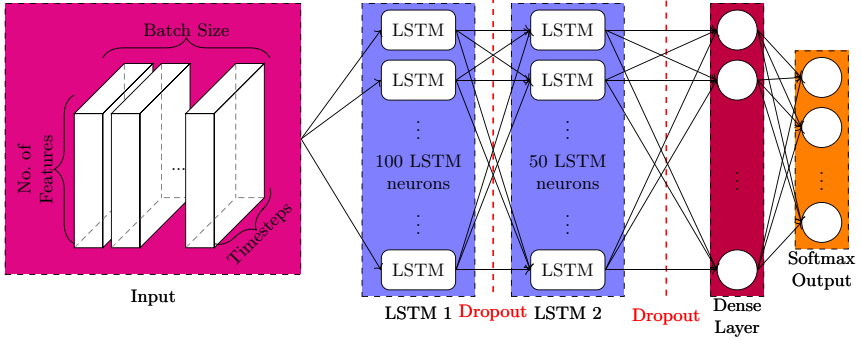 Batch Size
No. of
Features
...
Timesteps
Input
LSTM
LSTM
⋮
100 LSTM
neurons
⋮
LSTM
LSTM 1
Dropout
LSTM
LSTM
⋮
50 LSTM
neurons
⋮
LSTM
LSTM 2
Dropout
⋮
Dense
Layer
⋮
Softmax
Output